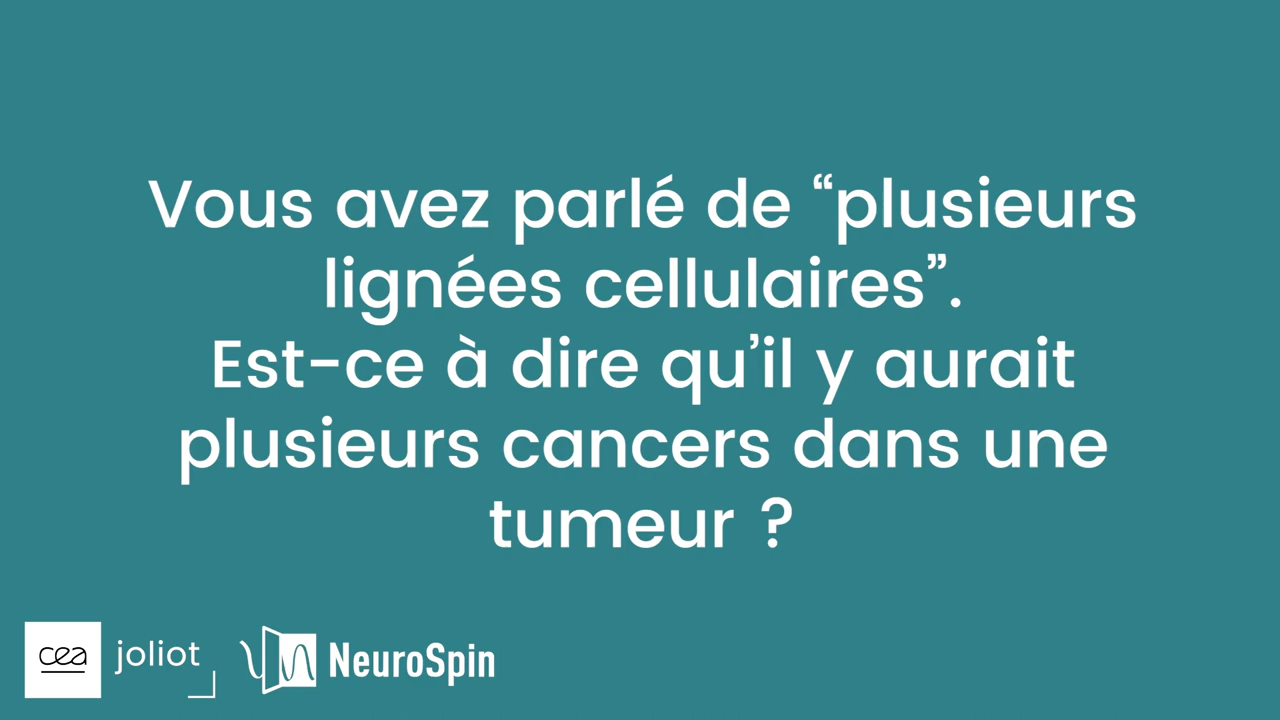 Vous avez parlé de “plusieurs
lignées cellulaires”.
Est-ce à dire qu’il y aurait
plusieurs cancers dans une
tumeur ?
cea joliot NeuroSpin